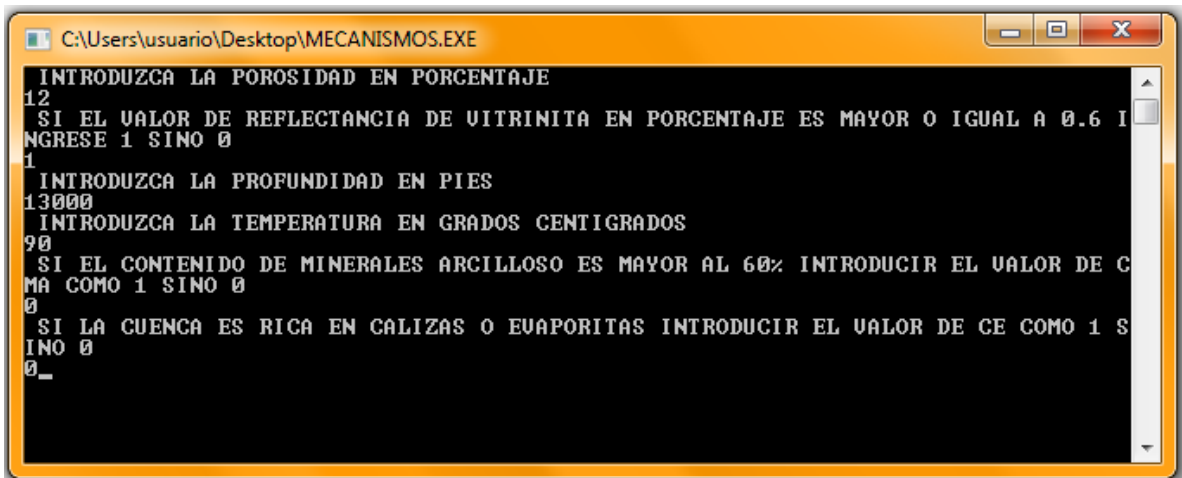 C:\Users\usuario\Desktop\MECANISMOS.EXE
INTRODUZCA LA POROSIDAD EN PORCENTAJE
12
SI EL VALOR DE REFLECTANCIA DE VITRINITA EN PORCENTAJE ES MAYOR O IGUAL A 0.6 I
NGRESE 1 SINO 0
1
INTRODUZCA LA PROFUNDIDAD EN PIES
13000
INTRODUZCA LA TEMPERATURA EN GRADOS CENTIGRADOS
90
SI EL CONTENIDO DE MINERALES ARCILLOSO ES MAYOR AL 60% INTRODUCIR EL VALOR DE C
MA COMO 1 SINO 0
0
SI LA CUENCA ES RICA EN CALIZAS O EVAPORITAS INTRODUCIR EL VALOR DE CE COMO 1 S
INO 0
0_